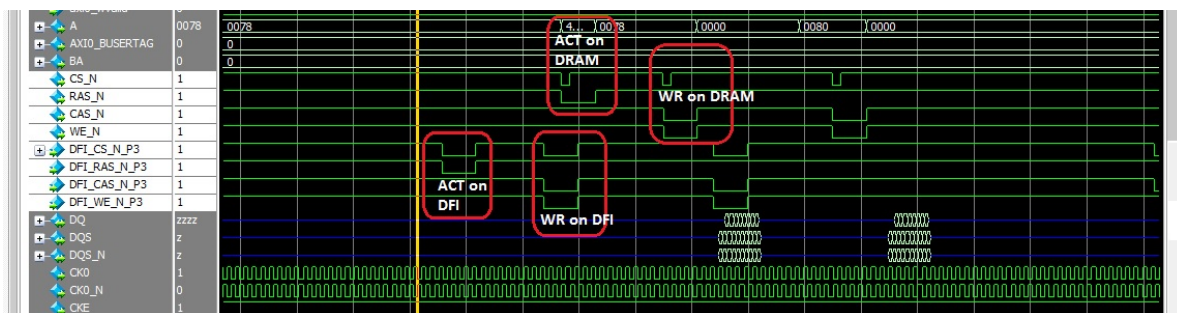 A 0078 0078 4... 0078 0000 0080 0000
AXI0_BUSERTAG 0 0
BA 0 0
CS_N 1
RAS_N 1
CAS_N 1
WE_N 1
DFI_CS_N_P3 1
DFI_RAS_N_P3 1
DFI_CAS_N_P3 1
DFI_WE_N_P3 1
DQ zzzz
DQS z
DQS_N z
CK0 1
CK0_N 0
CKE 1
ACT on
DRAM
WR on DRAM
ACT on
DFI
WR on DFI